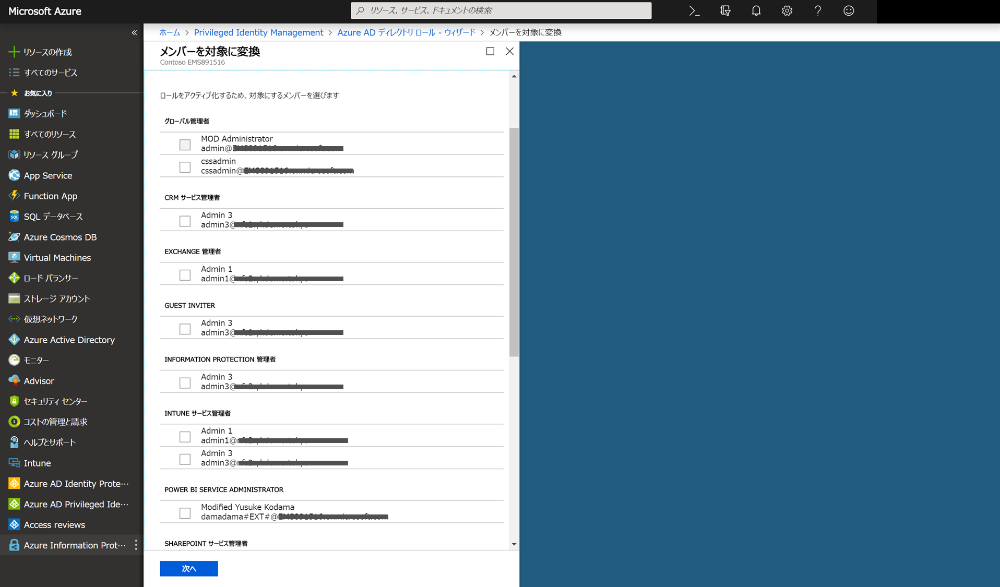 Microsoft Azure
リソース、サービス、ドキュメントの検索
リソースの作成
すべてのサービス
お気に入り
ダッシュボード
すべてのリソース
リソース グループ
App Service
Function App
SQL データベース
Azure Cosmos DB
Virtual Machines
ロード バランサー
ストレージ アカウント
仮想ネットワーク
Azure Active Directory
モニター
Advisor
セキュリティ センター
コストの管理と請求
ヘルプとサポート
Intune
Azure AD Identity Prote…
Azure AD Privileged Ide…
Access reviews
Azure Information Prot…
ホーム > Privileged Identity Management > Azure AD ディレクトリ ロール - ウィザード > メンバーを対象に変換
メンバーを対象に変換
Contoso EMS891516
ロールをアクティブ化するため、対象にするメンバーを選びます
グローバル管理者
MOD Administrator
admin@
cssadmin
cssadmin@
CRM サービス管理者
Admin 3
admin3@
EXCHANGE 管理者
Admin 1
admin1@
GUEST INVITER
Admin 3
admin3@
INFORMATION PROTECTION 管理者
Admin 3
admin3@
INTUNE サービス管理者
Admin 1
admin1@
Admin 3
admin3@
POWER BI SERVICE ADMINISTRATOR
Modified Yusuke Kodama
damadama#EXT#@
SHAREPOINT サービス管理者
次へ